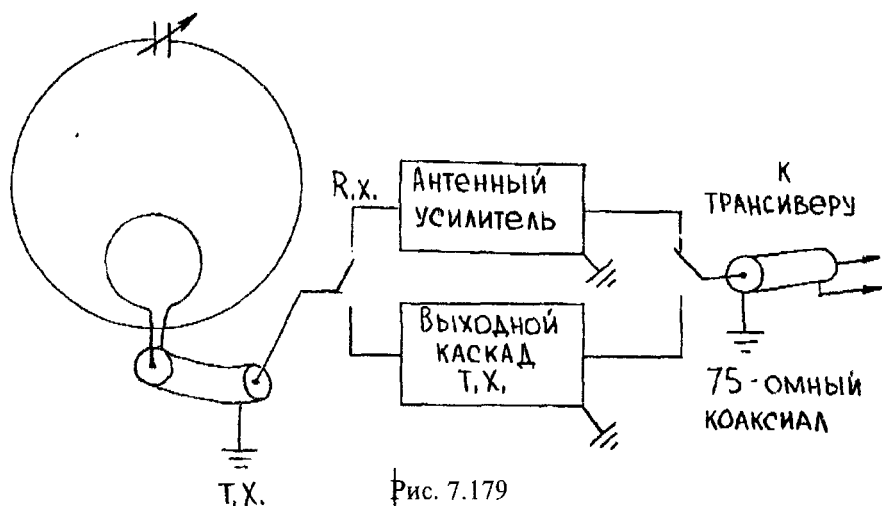 R.X.
Антенный
усилитель
К
трансиверу
Выходной
каскад
Т.Х.
75-омный
коаксиал
Т.Х.
Рис. 7.179